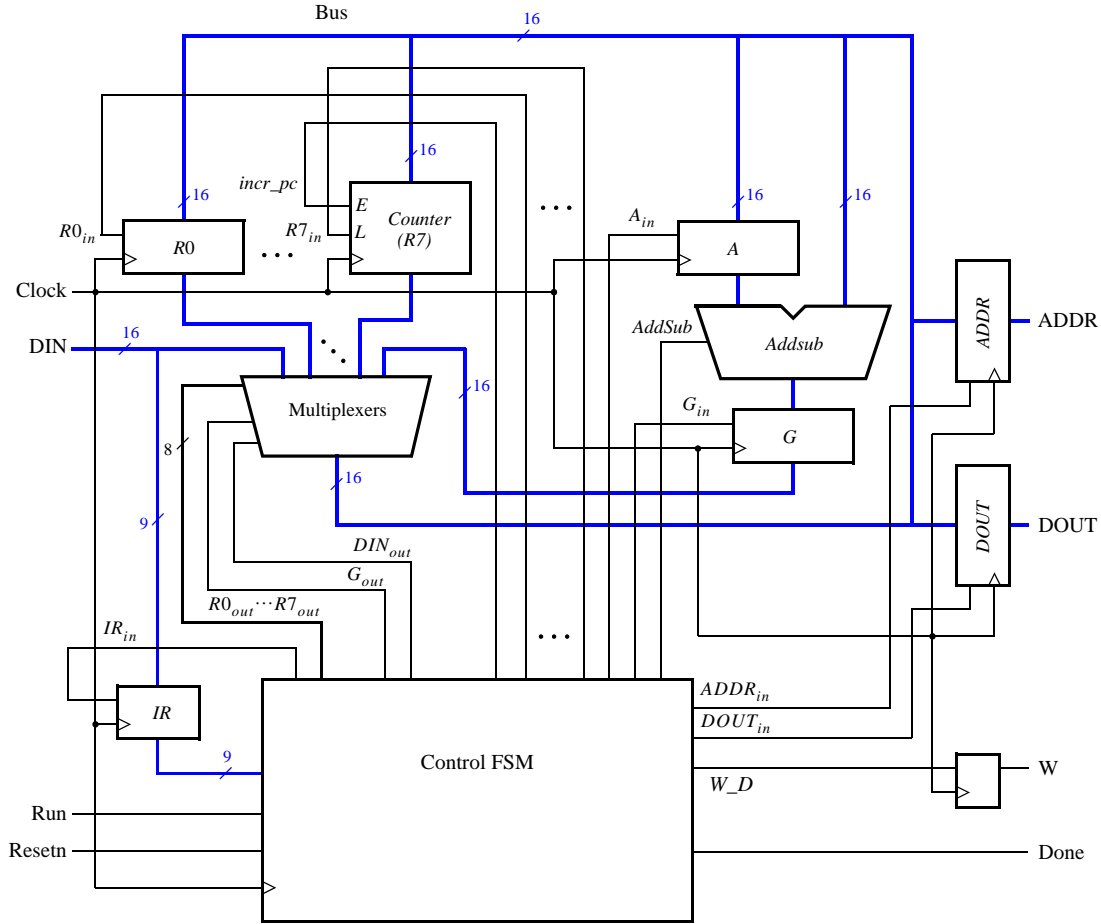 Bus
16
16
incr_pc
16
16
16
R0in
R0
R7in
E
L
Counter
(R7)
Ain
A
Clock
DIN
16
Multiplexers
16
AddSub
Addsub
ADDR
ADDR
8
16
Gin
G
9
DINout
Gout
R0out…R7out
DOUT
DOUT
IRin
IR
9
Control FSM
ADDRin
DOUTin
W_D
W
Run
Resetn
Done